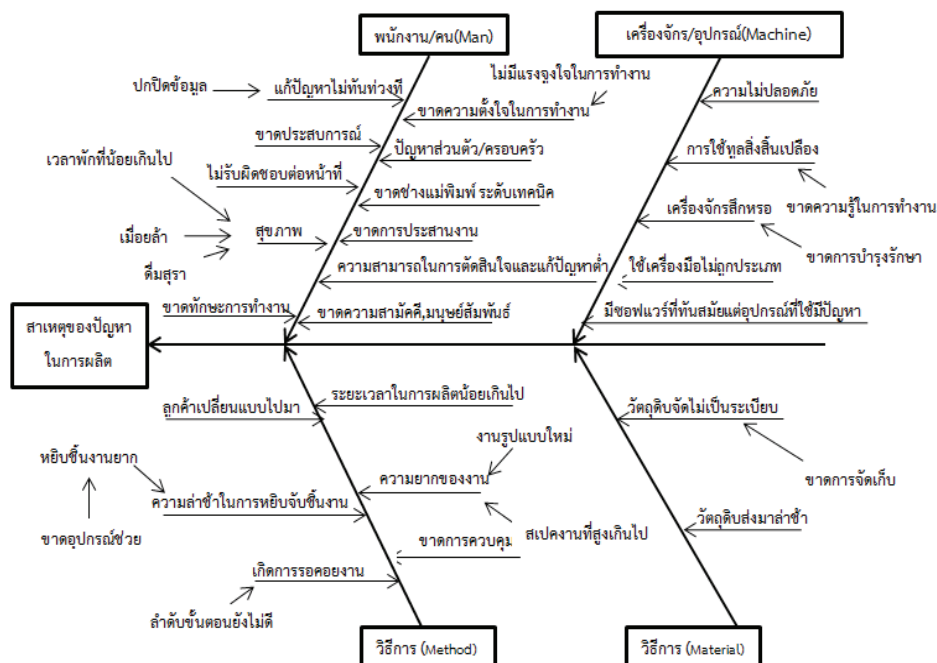 พนักงาน/คน(Man)
เครื่องจักร/อุปกรณ์(Machine)
ไม่มีแรงจูงใจในการทำงาน
ปกปิดข้อมูล
แก้ปัญหาไม่ทันท่วงที
ความไม่ปลอดภัย
ขาดความตั้งใจในการทำงาน
ขาดประสบการณ์
ปัญหาส่วนตัว/ครอบครัว
การใช้ทูลสิ่งสิ้นเปลือง
เวลาพักที่น้อยเกินไป
ไม่รับผิดชอบต่อหน้าที่
ขาดช่างแม่พิมพ์ ระดับเทคนิค
เครื่องจักรสึกหรอ
ขาดความรู้ในการทำงาน
เมื่อยล้า
สุขภาพ
ขาดการประสานงาน
ขาดการบำรุงรักษา
ดื่มสุรา
ความสามารถในการตัดสินใจและแก้ปัญหาต่ำ
ใช้เครื่องมือไม่ถูกประเภท
ขาดทักษะการทำงาน
ขาดความสามัคคี,มนุษย์สัมพันธ์
มีซอฟแวร์ที่ทันสมัยแต่อุปกรณ์ที่ใช้มีปัญหา
สาเหตุของปัญหา
ในการผลิต
ระยะเวลาในการผลิตน้อยเกินไป
ลูกค้าเปลี่ยนแบบไปมา
วัตถุดิบจัดไม่เป็นระเบียบ
งานรูปแบบใหม่
หยิบชิ้นงานยาก
ความยากของงาน
ขาดการจัดเก็บ
ความล่าช้าในการหยิบจับชิ้นงาน
วัตถุดิบส่งมาล่าช้า
สเปคงานที่สูงเกินไป
ขาดอุปกรณ์ช่วย
ขาดการควบคุม
เกิดการรอคอยงาน
ลำดับขั้นตอนยังไม่ดี
วิธีการ (Method)
วิธีการ (Material)